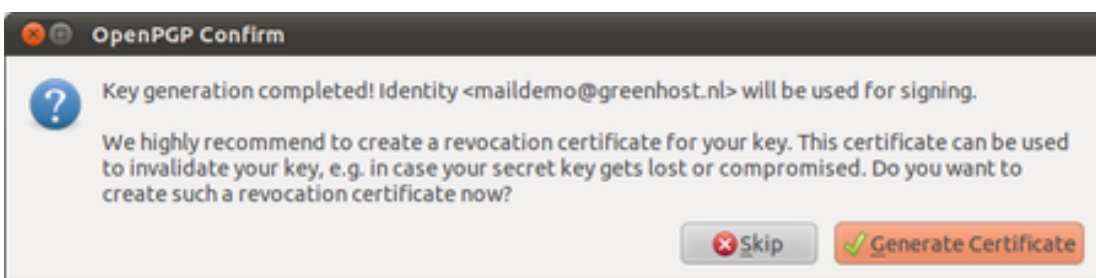 OpenPGP Confirm
Key generation completed! Identity <maildemo@greenhost.nl> will be used for signing.
We highly recommend to create a revocation certificate for your key. This certificate can be used
to invalidate your key, e.g. in case your secret key gets lost or compromised. Do you want to
create such a revocation certificate now?
Skip
Generate Certificate